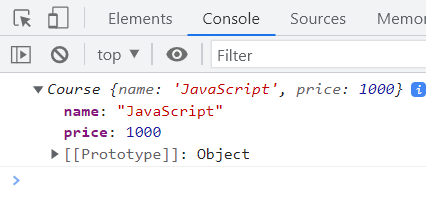 Elements Console Sources Memor
top ▼ Filter
▼ Course {name: 'JavaScript', price: 1000} i
name: "JavaScript"
price: 1000
▶ [[Prototype]]: Object
>